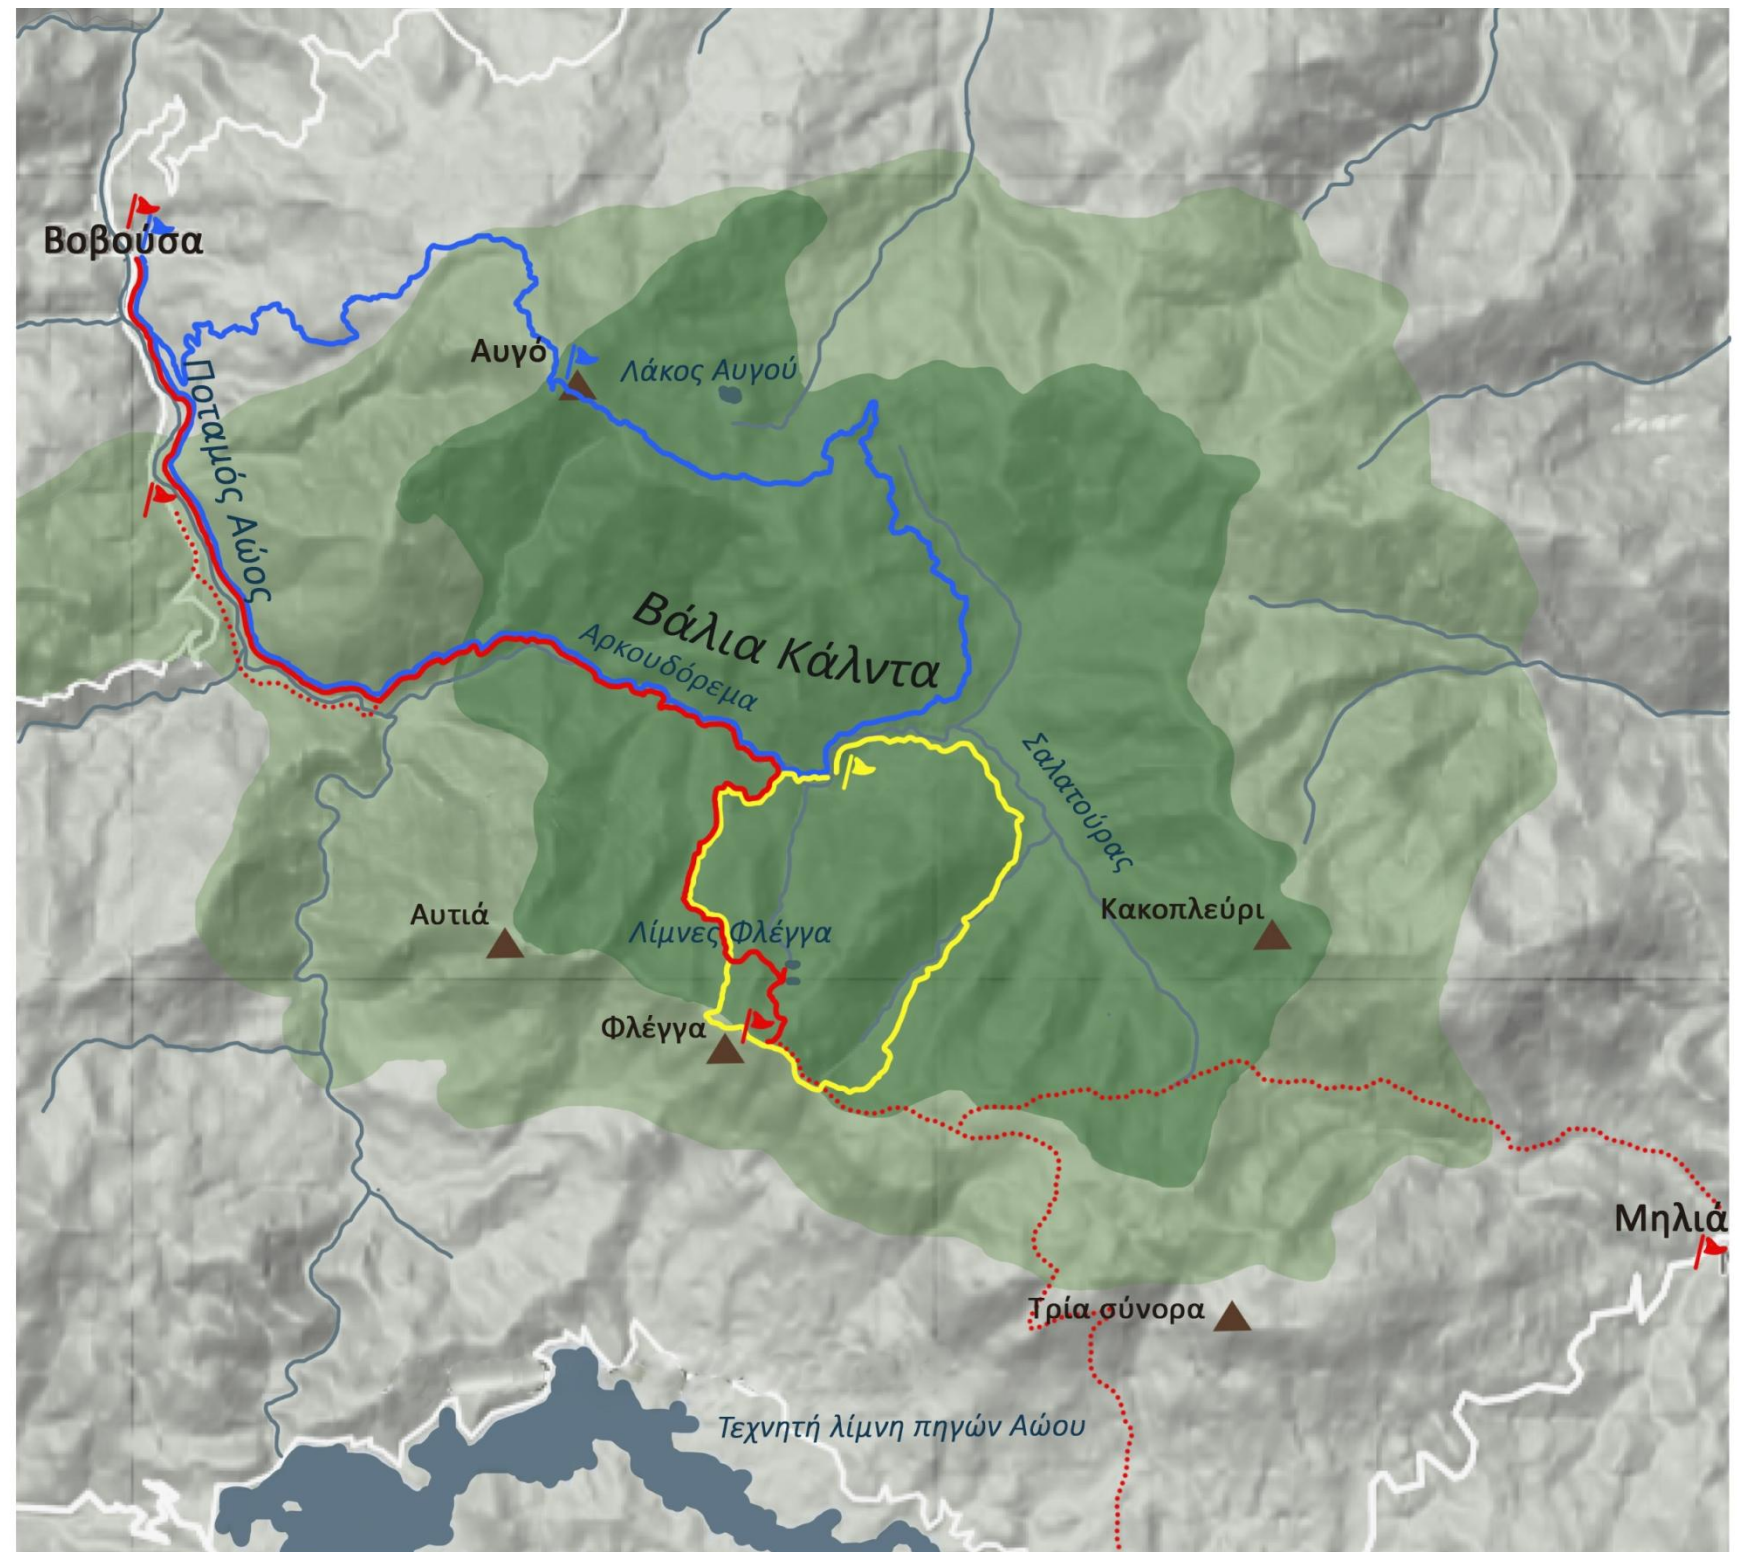 Βοβούσα
Αυγό
Λάκος Αυγού
Ποταμός Αώος
Βάλια Κάλντα
Αρκουδόρεμα
Σαλατούρας
Αυτιά
Λίμνες Φλέγγα
Κακοπλεύρι
Φλέγγα
Μηλιά
Τρία σύνορα
Τεχνητή λίμνη πηγών Αώου